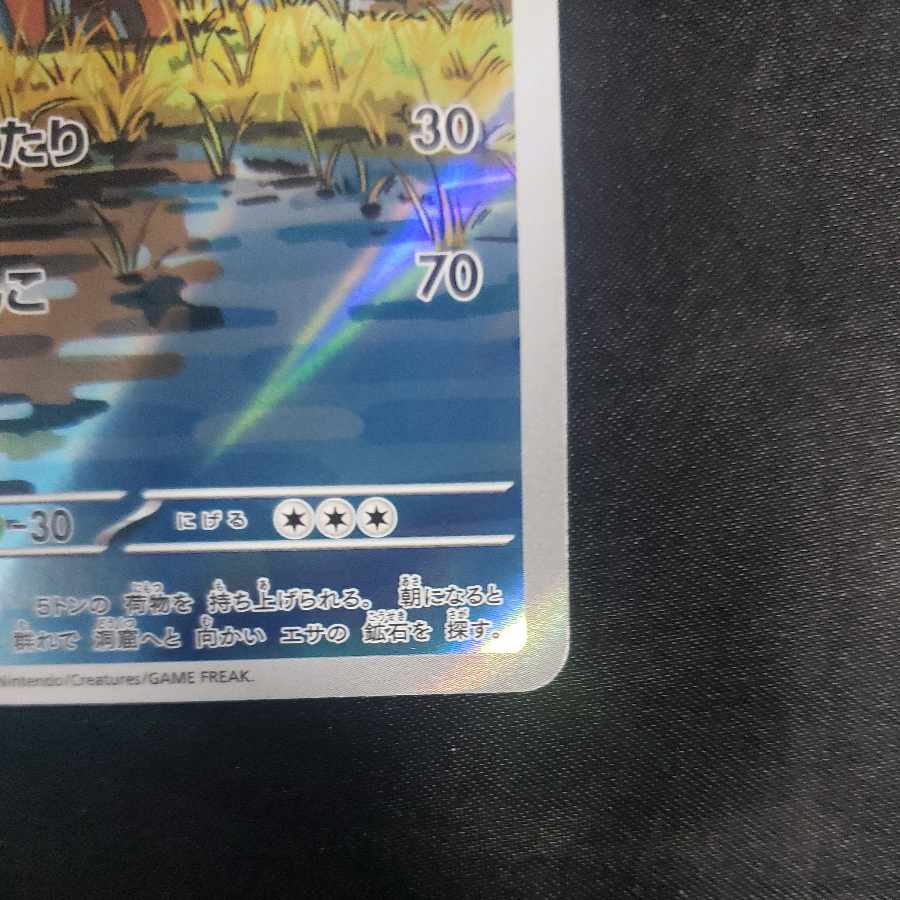 たり 30
こ 70
-30 にげる
5トンの 荷物を 持ち上げられる。 朝になると
群れで 洞窟へと 向かい エサの 鉱石を 探す。
Nintendo/Creatures/GAME FREAK.